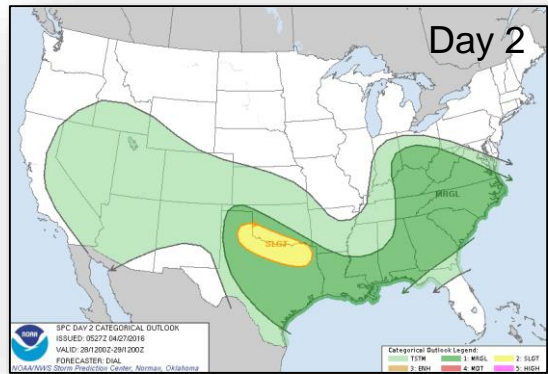 Day 2
MRGL
SLGT
NOAA
SPC DAY 2 CATEGORICAL OUTLOOK
ISSUED: 0527Z 04/27/2016
VALID: 28/1200Z-29/1200Z
FORECASTER: DIAL
NOAA/NWS Storm Prediction Center, Norman, Oklahoma
Categorical Outlook Legend:
TSTM 1: MRGL 2: SLGT
3: ENH 4: MDT 5: HIGH